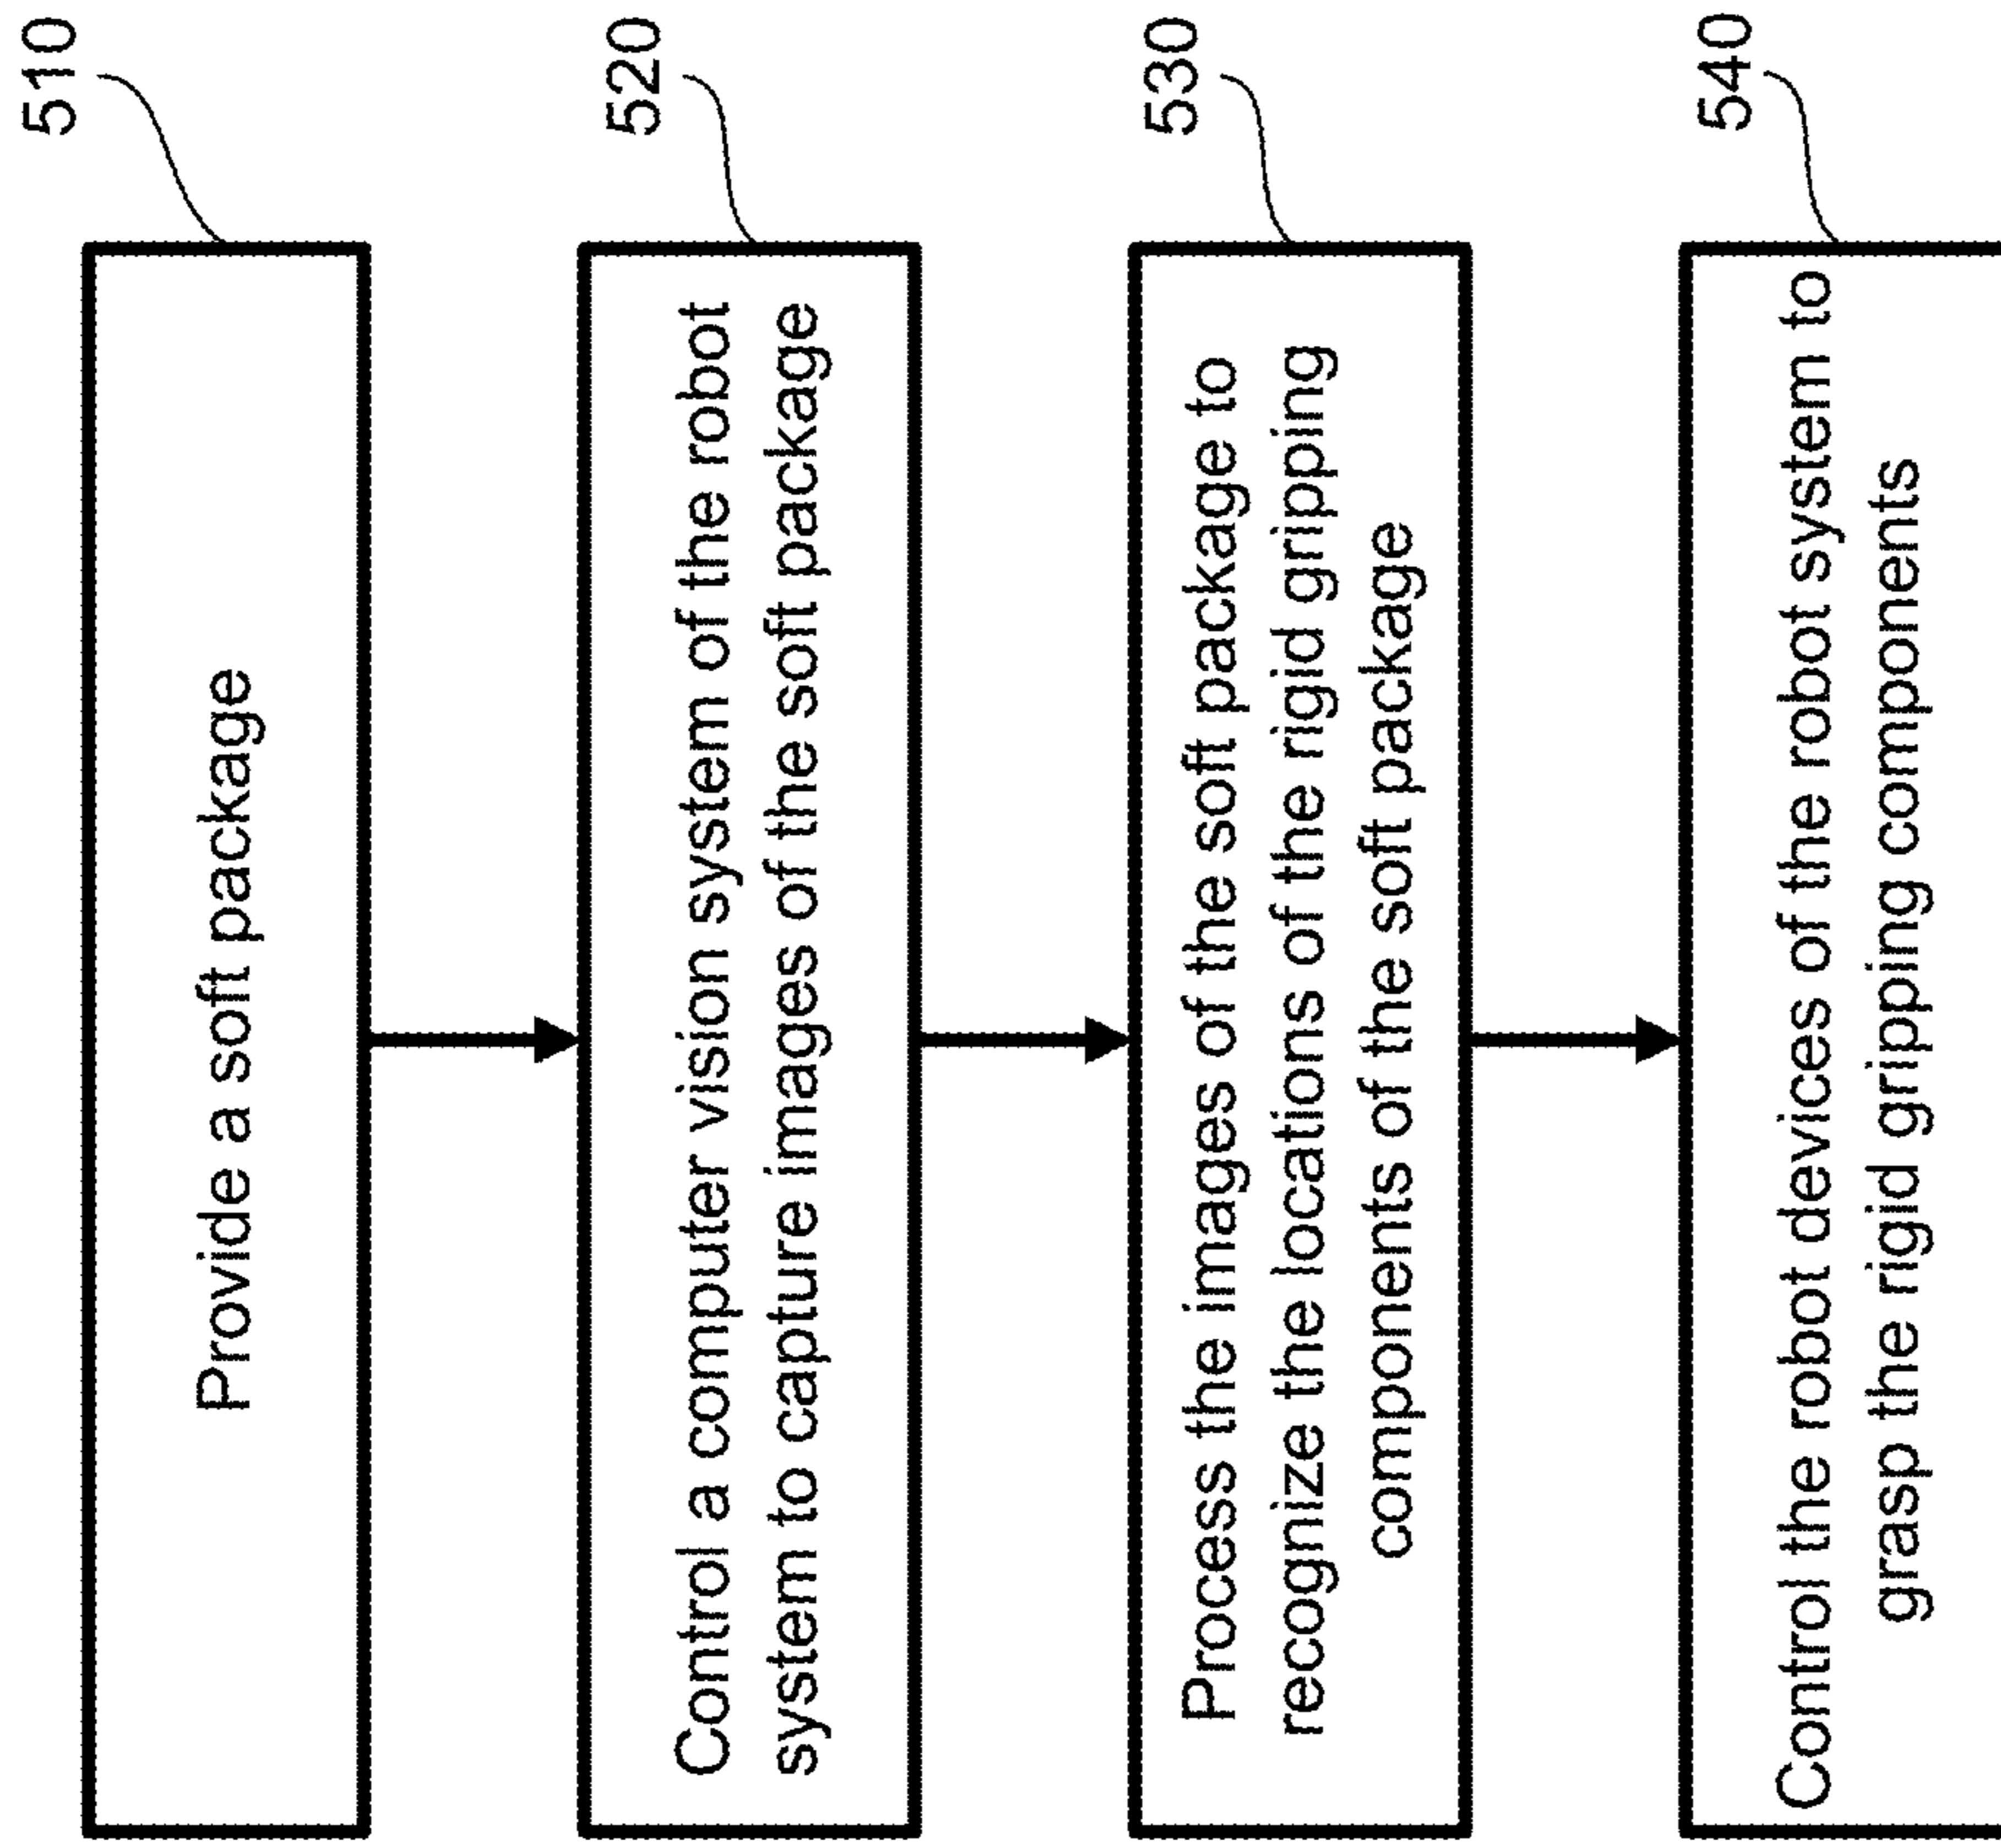 510
Provide a soft package
520
Control a computer vision system of the robot
system to capture images of the soft package
530
Process the images of the soft package to
recognize the locations of the rigid gripping
components of the soft package
540
Control the robot devices of the robot system to
grasp the rigid gripping components